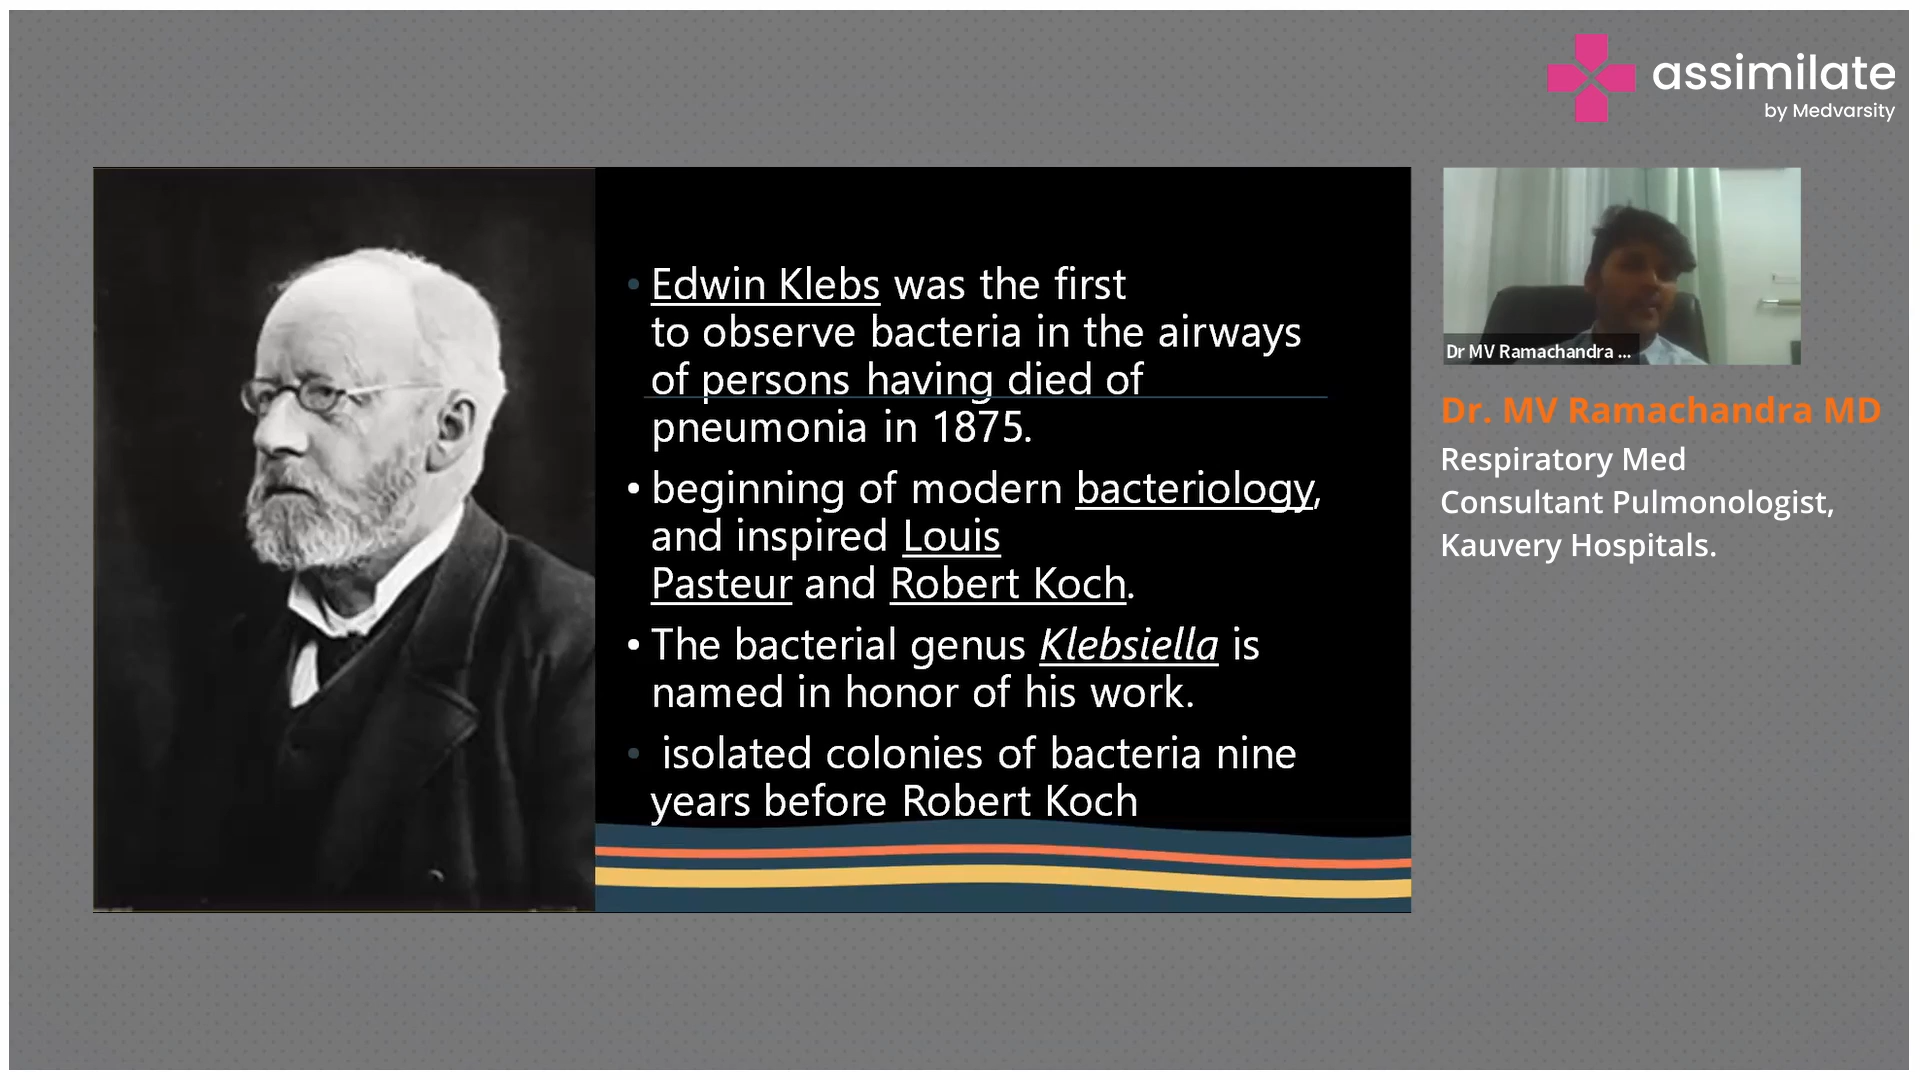 assimilate
by Medvarsity
• Edwin Klebs was the first
to observe bacteria in the airways
of persons having died of
pneumonia in 1875.
• beginning of modern bacteriology,
and inspired Louis
Pasteur and Robert Koch.
• The bacterial genus Klebsiella is
named in honor of his work.
• isolated colonies of bacteria nine
years before Robert Koch
Dr MV Ramachandra ...
Dr. MV Ramachandra MD
Respiratory Med
Consultant Pulmonologist,
Kauvery Hospitals.